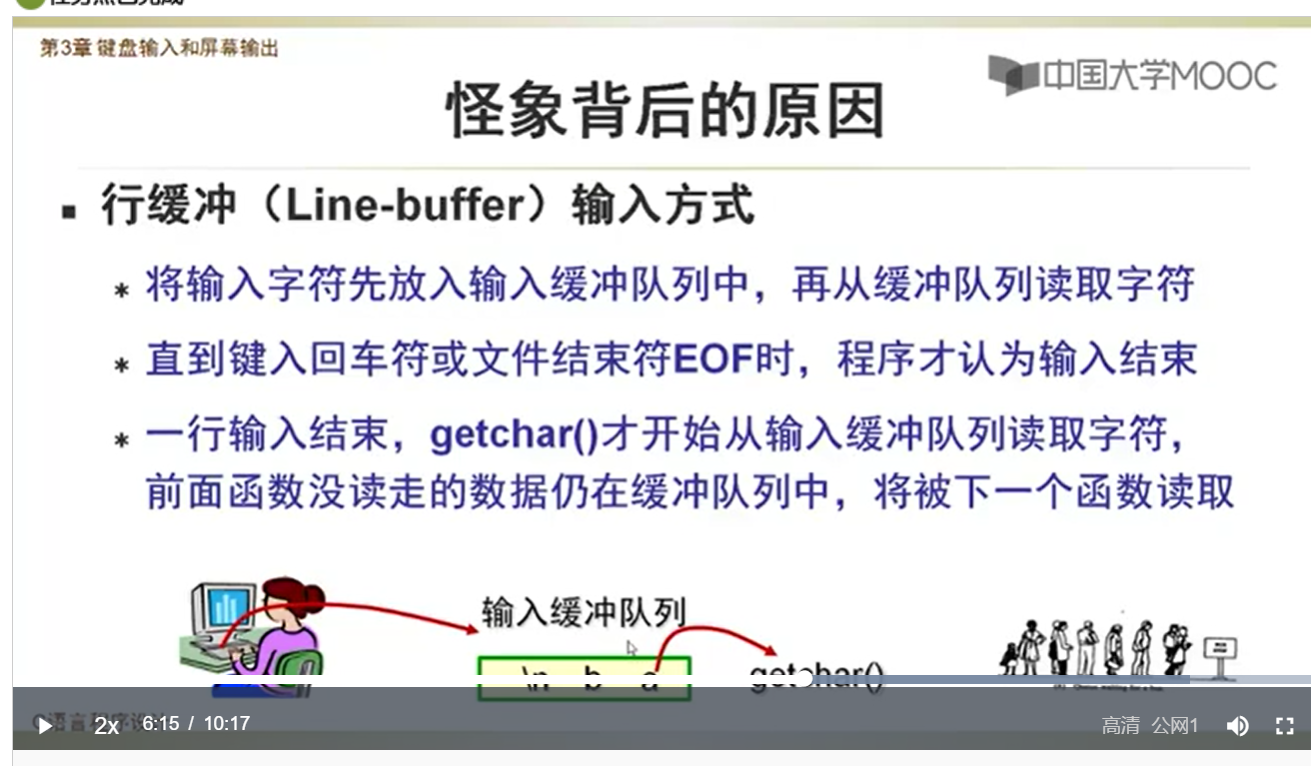 第3章 键盘输入和屏幕输出
中国大学MOOC
怪象背后的原因
■ 行缓冲（Line-buffer）输入方式
* 将输入字符先放入输入缓冲队列中，再从缓冲队列读取字符
* 直到键入回车符或文件结束符EOF时，程序才认为输入结束
* 一行输入结束，getchar()才开始从输入缓冲队列读取字符，
前面函数没读走的数据仍在缓冲队列中，将被下一个函数读取
输入缓冲队列
\n b a getchar()
2x 6:15 / 10:17 高清 公网1